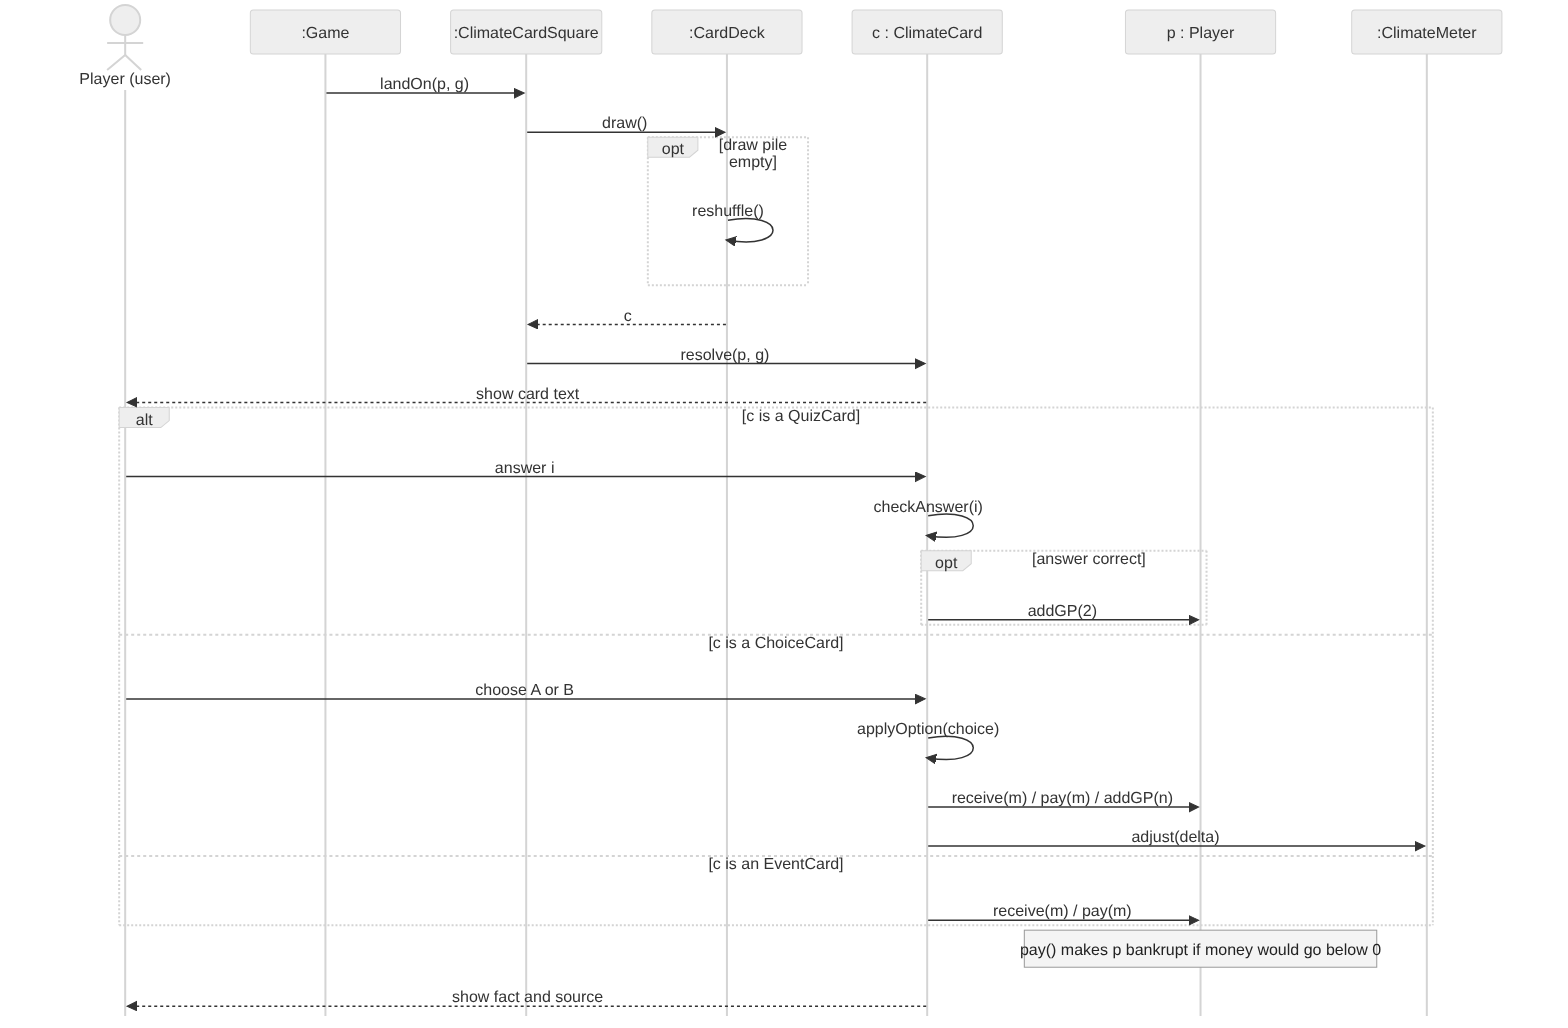 :Game
:ClimateCardSquare
:CardDeck
c : ClimateCard
p : Player
:ClimateMeter
Player (user)
landOn(p, g)
draw()
opt
[draw pile
empty]
reshuffle()
c
resolve(p, g)
show card text
alt
[c is a QuizCard]
answer i
checkAnswer(i)
opt
[answer correct]
addGP(2)
[c is a ChoiceCard]
choose A or B
applyOption(choice)
receive(m) / pay(m) / addGP(n)
adjust(delta)
[c is an EventCard]
receive(m) / pay(m)
pay() makes p bankrupt if money would go below 0
show fact and source